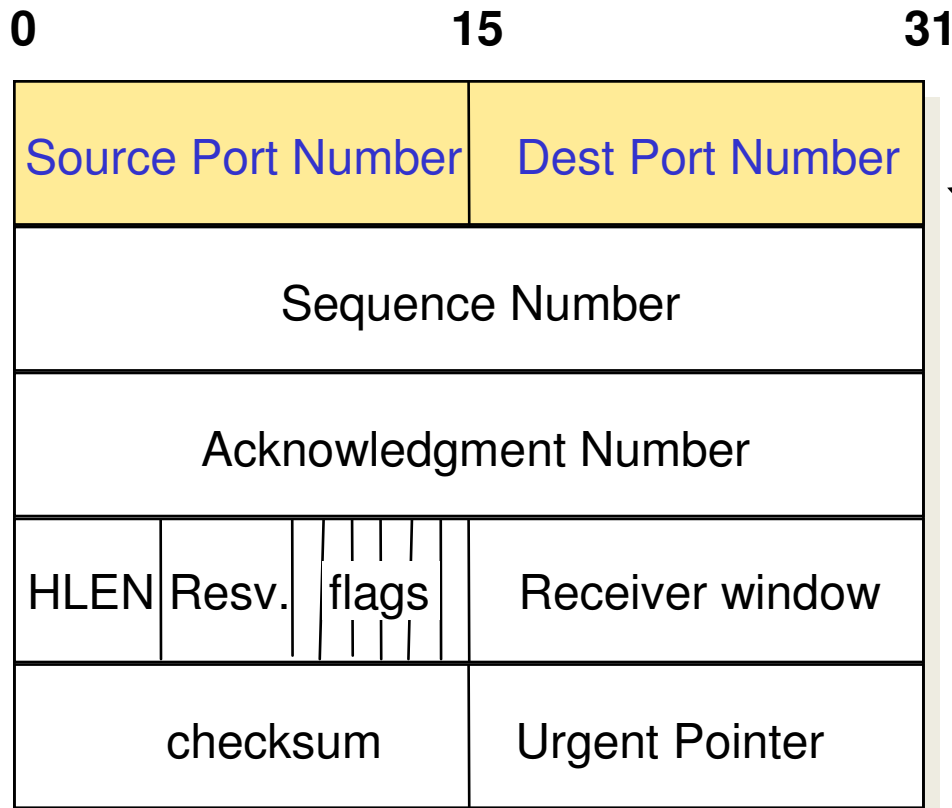 0 15 31
Source Port Number Dest Port Number
Sequence Number
Acknowledgment Number
HLEN Resv. flags Receiver window
checksum Urgent Pointer